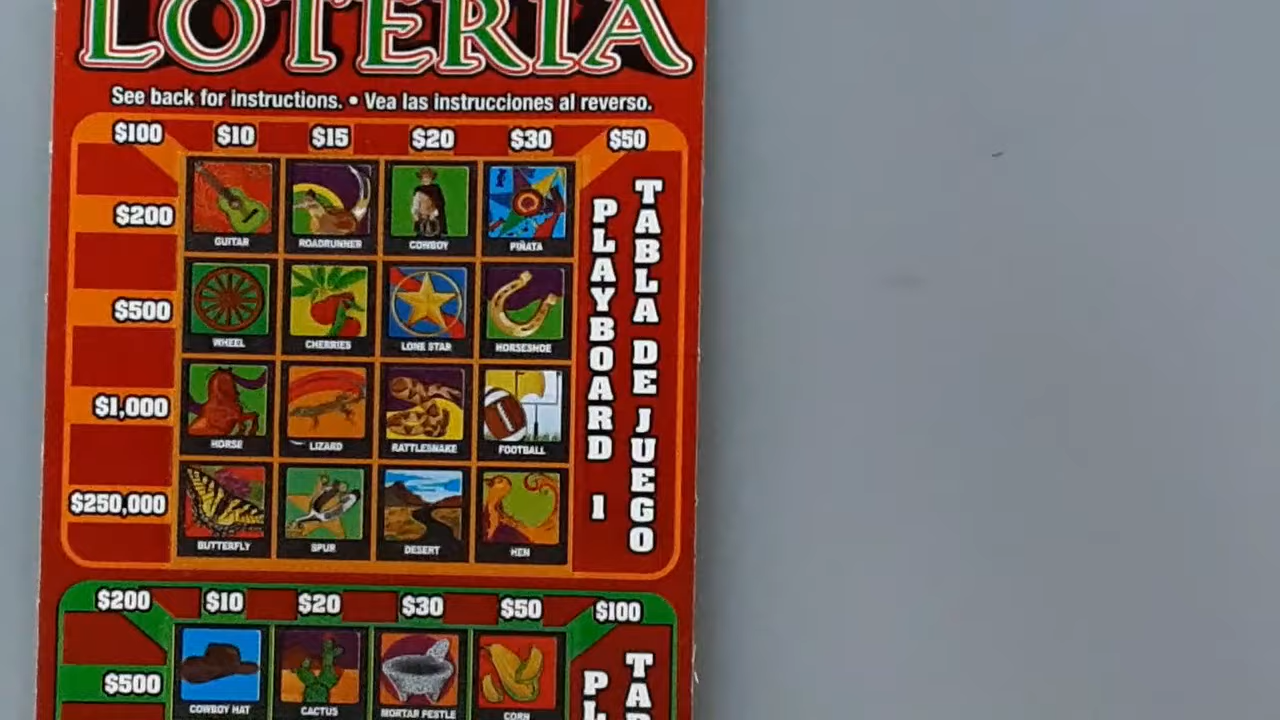 LOTERIA
See back for instructions. • Vea las instrucciones al reverso.
$100 $10 $15 $20 $30 $50
$200
GUITAR ROADRUNNER COWBOY PIÑATA
$500
WHEEL CHERRIES LONE STAR HORSESHOE
$1,000
HORSE LIZARD RATTLESNAKE FOOTBALL
$250,000
BUTTERFLY SPUR DESERT HEN
PLAYBOARD 1
TABLA DE JUEGO
$200 $10 $20 $30 $50 $100
$500
COWBOY HAT CACTUS MORTAR PESTLE CORN
PL
TAB